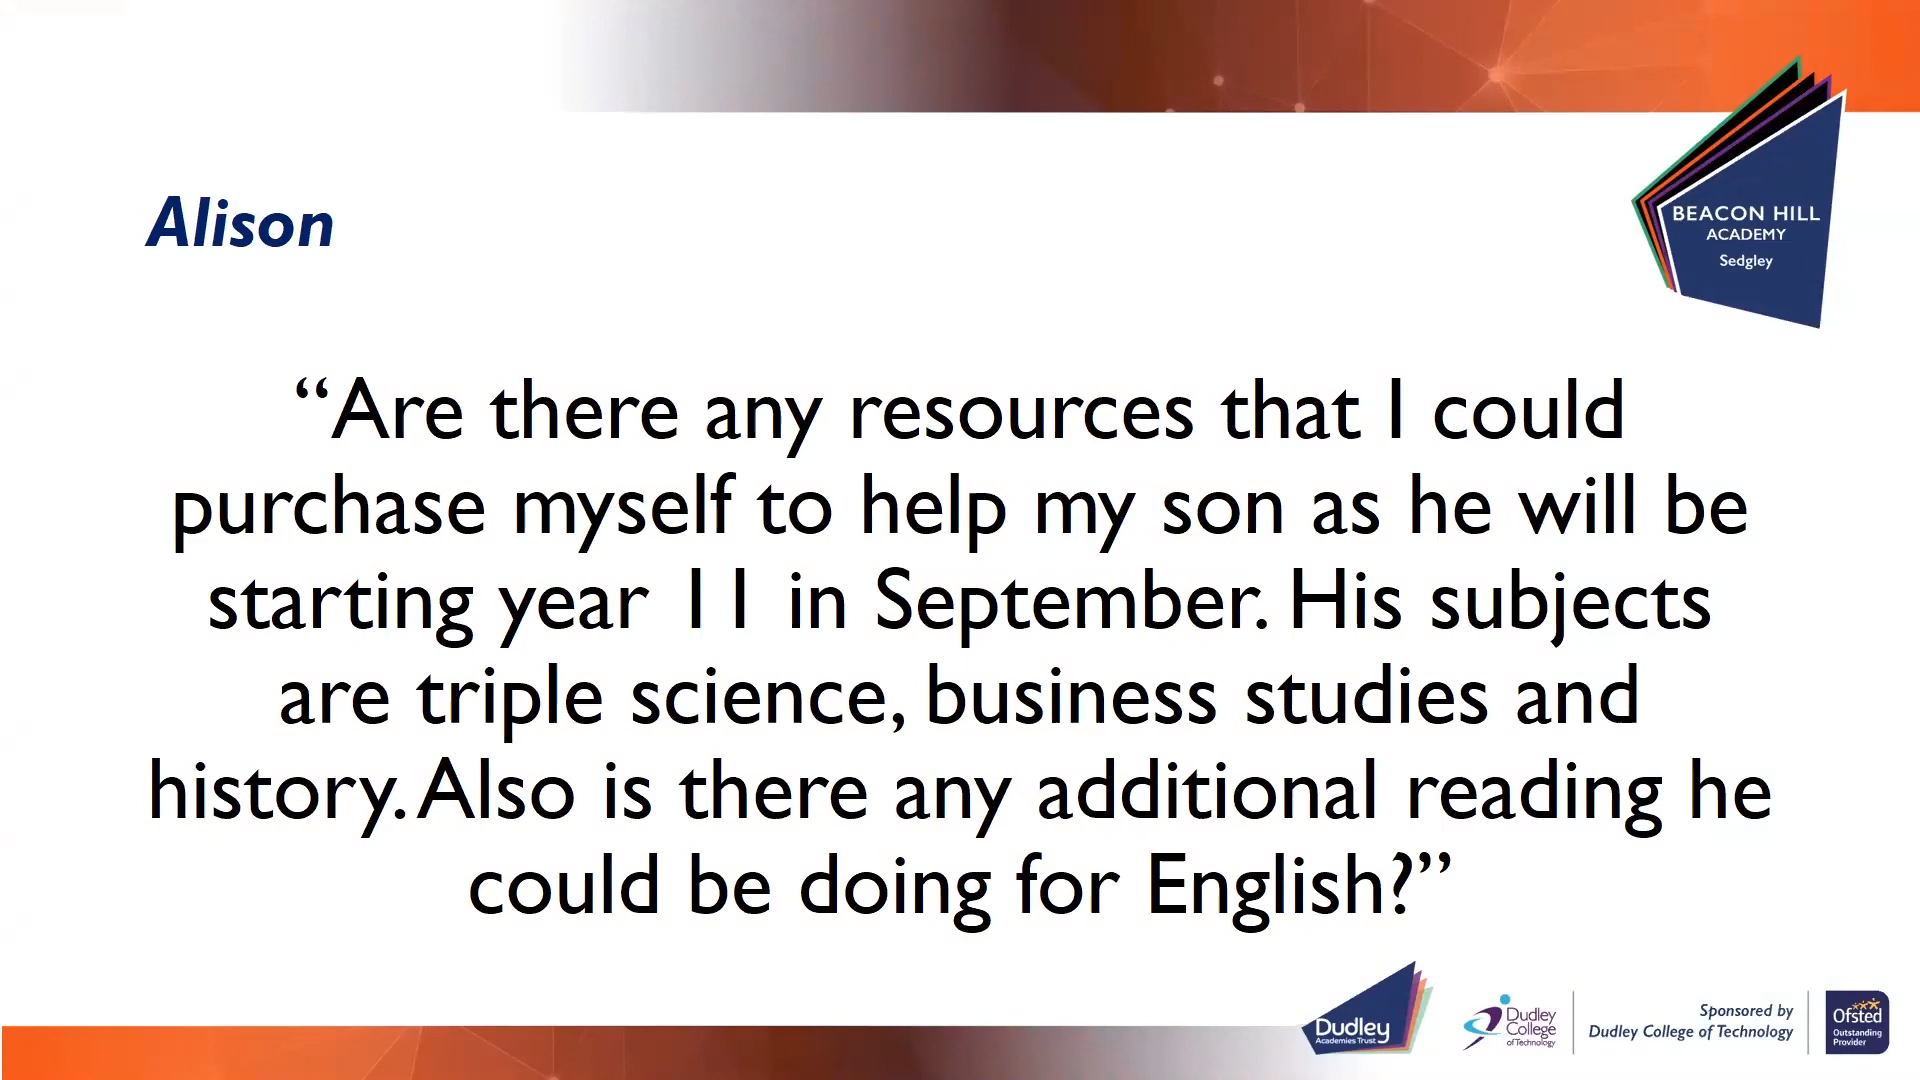 BEACON HILL
ACADEMY
Sedgley
Alison
“Are there any resources that I could
purchase myself to help my son as he will be
starting year 11 in September. His subjects
are triple science, business studies and
history. Also is there any additional reading he
could be doing for English?”
Dudley
Academies Trust
Dudley
College
of Technology
Sponsored by
Dudley College of Technology
Ofsted
Outstanding
Provider